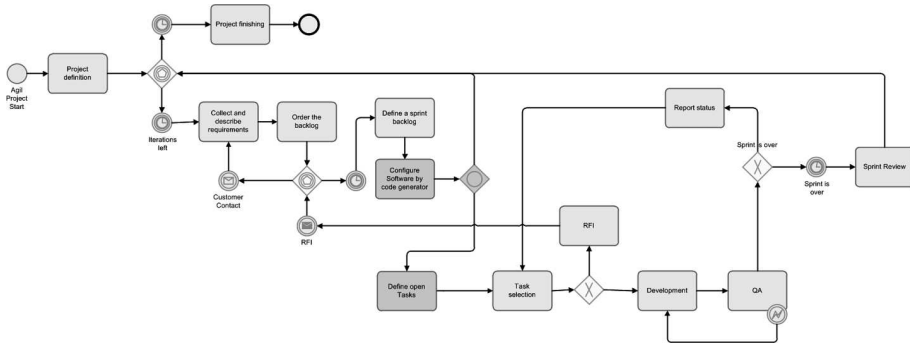 Project finishing
Agil
Project
Start
Project
definition
Iterations
left
Collect and
describe
requirements
Order the
backlog
Define a sprint
backlog
Configure
Software by
code generator
Customer
Contact
RFI
RFI
Report status
Sprint is over
Sprint is
over
Sprint Review
Define open
Tasks
Task
selection
Development
QA